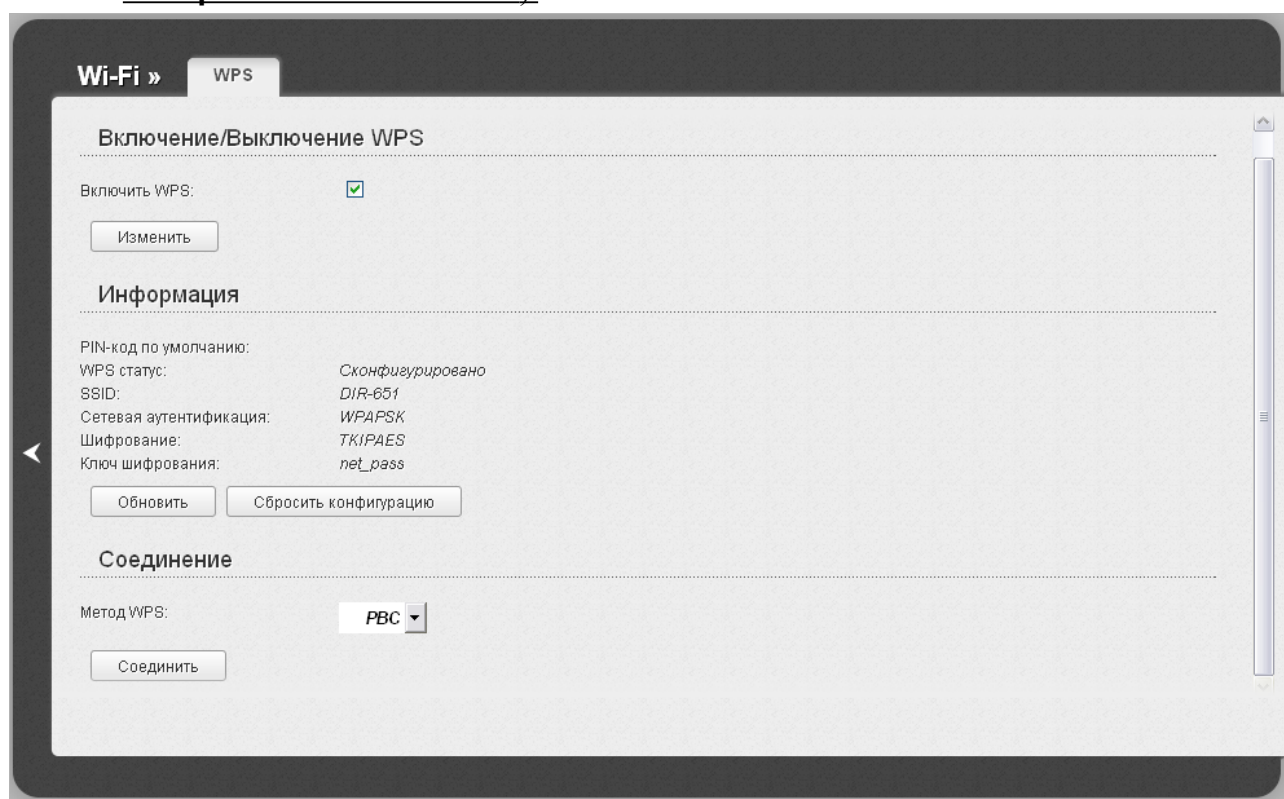 Wi-Fi » WPS
Включение/Выключение WPS
Включить WPS:
Изменить
Информация
PIN-код по умолчанию:
WPS статус: Сконфигурировано
SSID: DIR-651
Сетевая аутентификация: WPAPSK
Шифрование: TKIPAES
Ключ шифрования: net_pass
Обновить Сбросить конфигурацию
Соединение
Метод WPS: PBC
Соединить